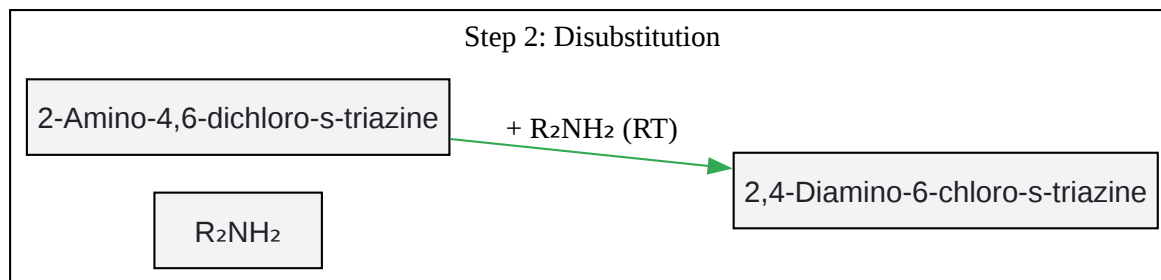 Step 2: Disubstitution
2-Amino-4,6-dichloro-s-triazine
+ R₂NH₂ (RT)
2,4-Diamino-6-chloro-s-triazine
R₂NH₂